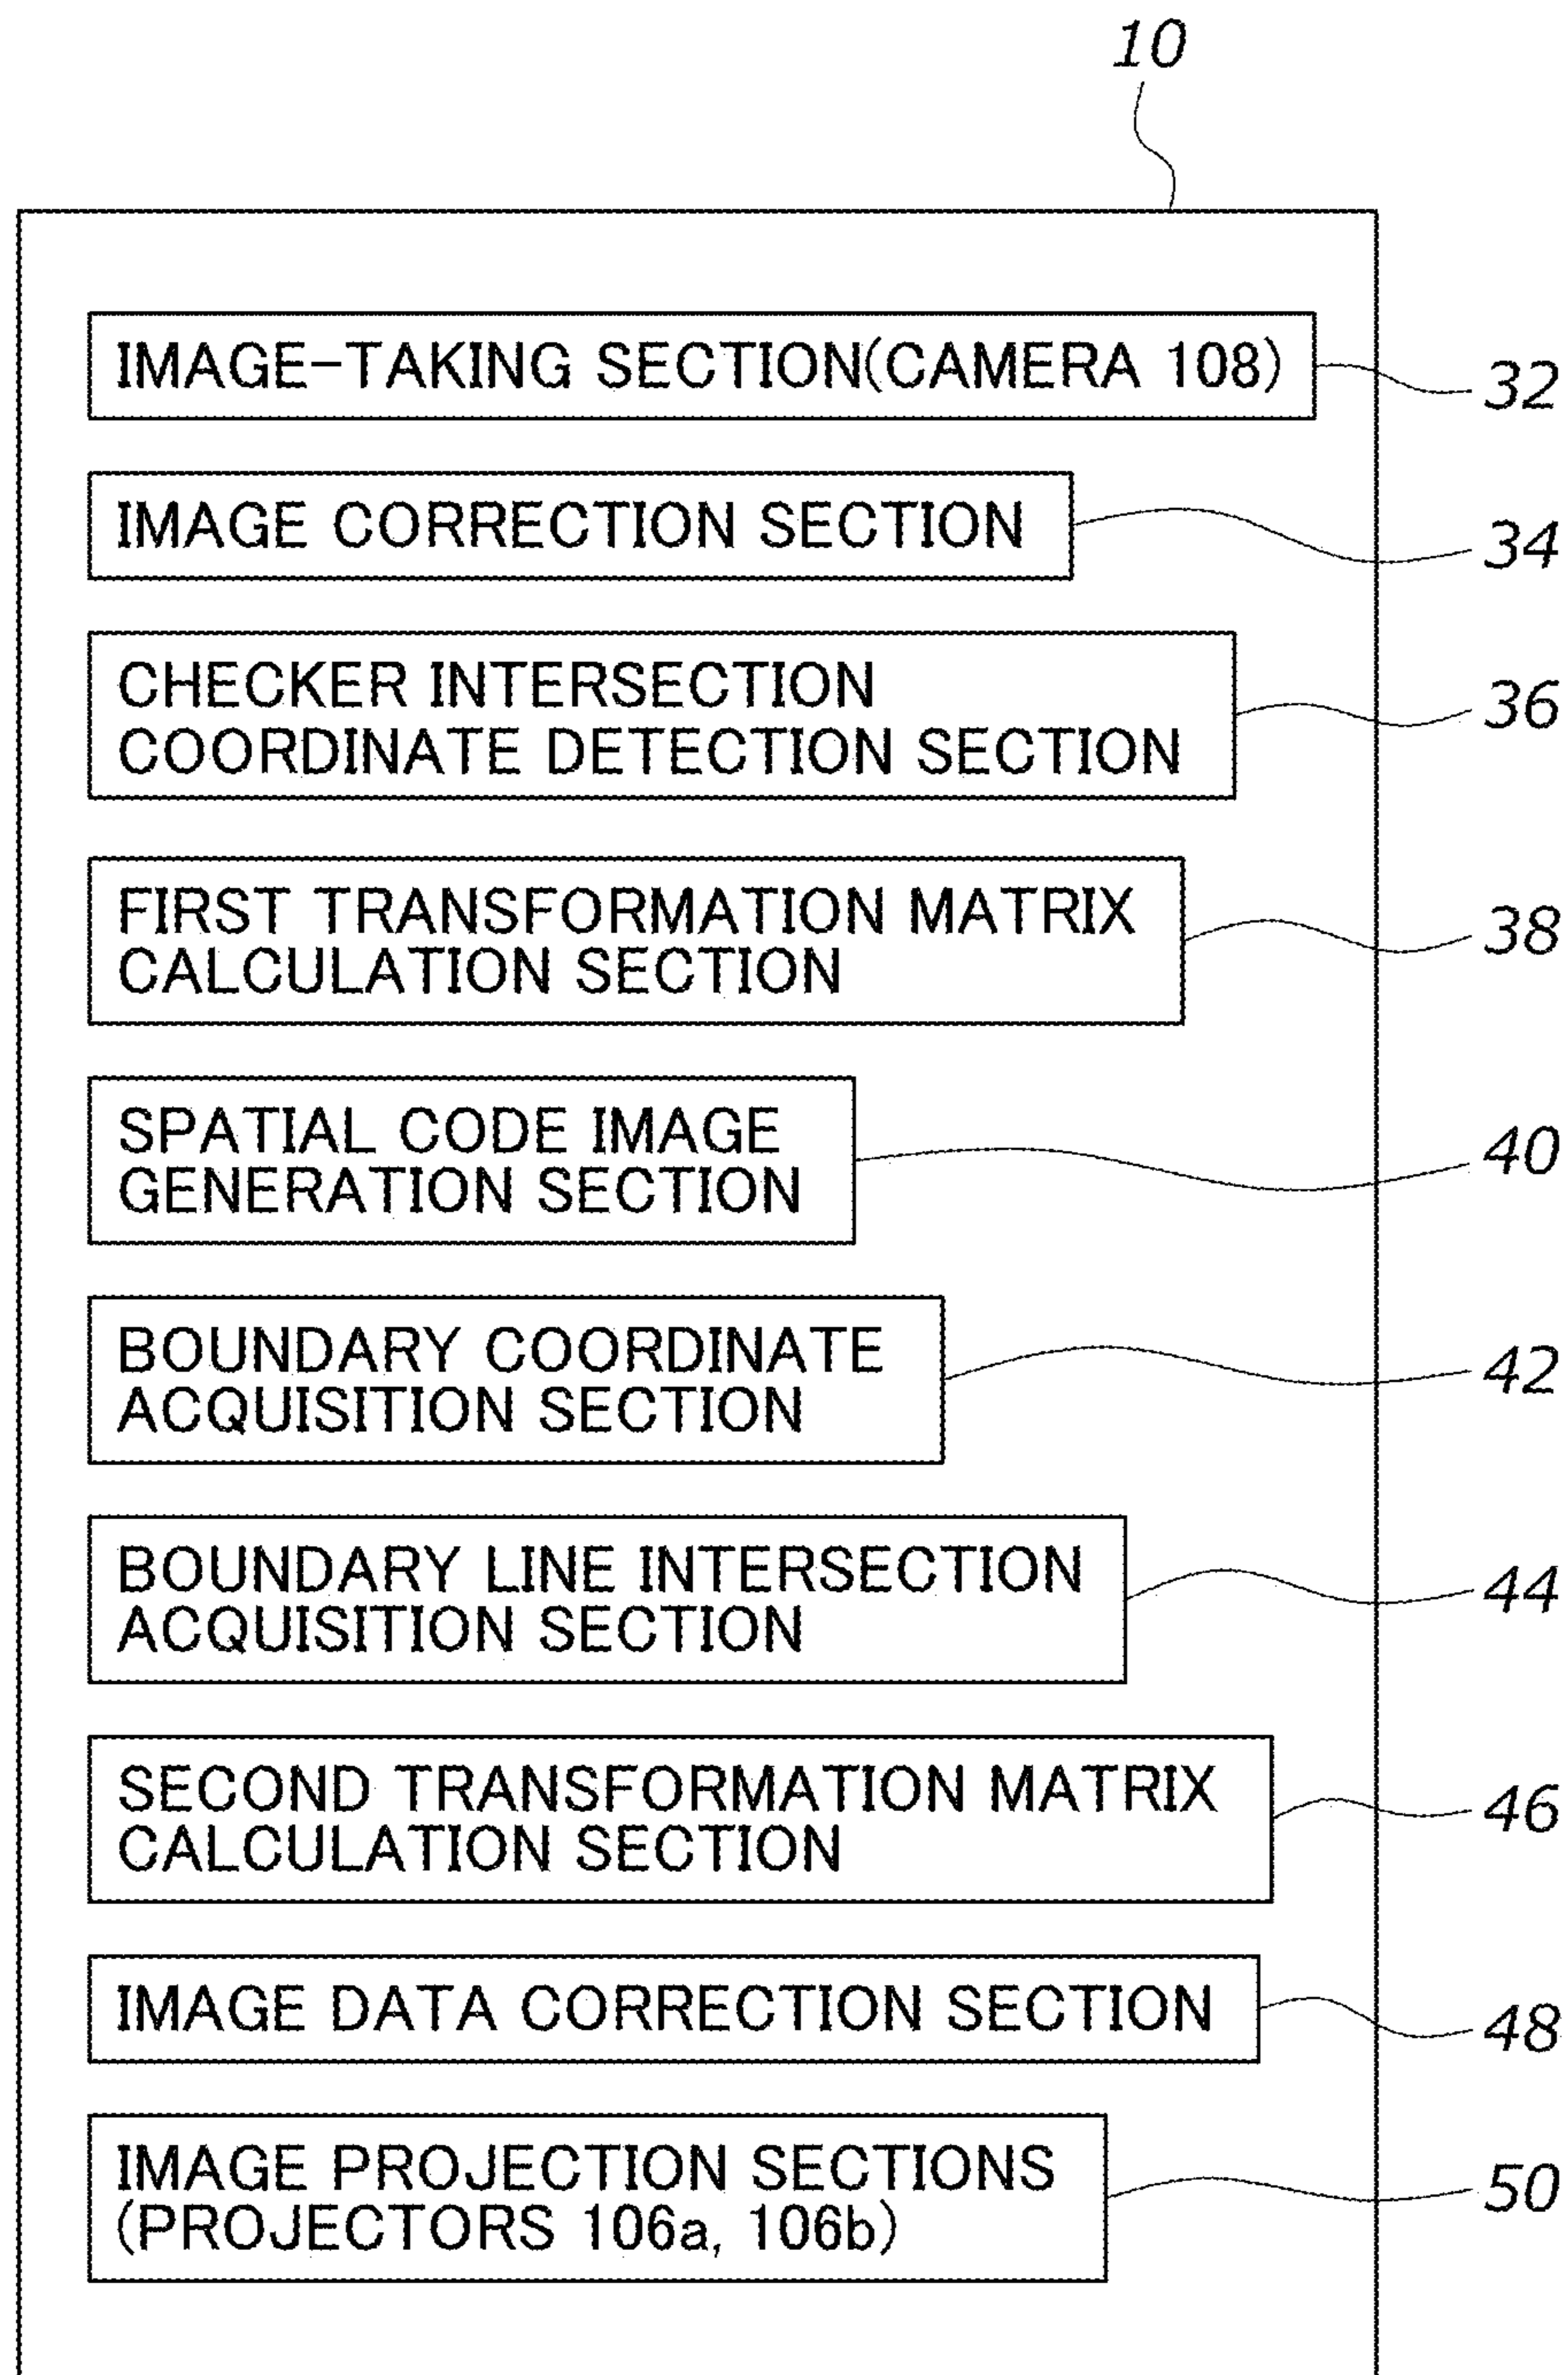 10
IMAGE-TAKING SECTION(CAMERA 108)
32
IMAGE CORRECTION SECTION
34
CHECKER INTERSECTION
COORDINATE DETECTION SECTION
36
FIRST TRANSFORMATION MATRIX
CALCULATION SECTION
38
SPATIAL CODE IMAGE
GENERATION SECTION
40
BOUNDARY COORDINATE
ACQUISITION SECTION
42
BOUNDARY LINE INTERSECTION
ACQUISITION SECTION
44
SECOND TRANSFORMATION MATRIX
CALCULATION SECTION
46
IMAGE DATA CORRECTION SECTION
48
IMAGE PROJECTION SECTIONS
(PROJECTORS 106a, 106b)
50